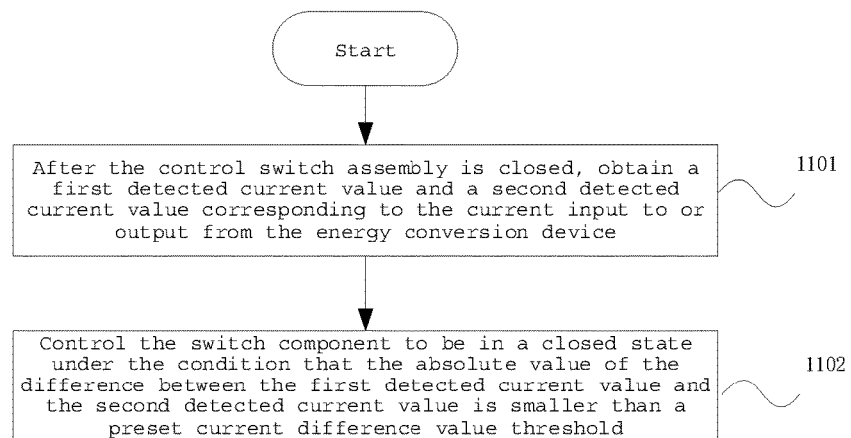 Start
After the control switch assembly is closed, obtain a
first detected current value and a second detected
current value corresponding to the current input to or
output from the energy conversion device
1101
Control the switch component to be in a closed state
under the condition that the absolute value of the
difference between the first detected current value and
the second detected current value is smaller than a
preset current difference value threshold
1102